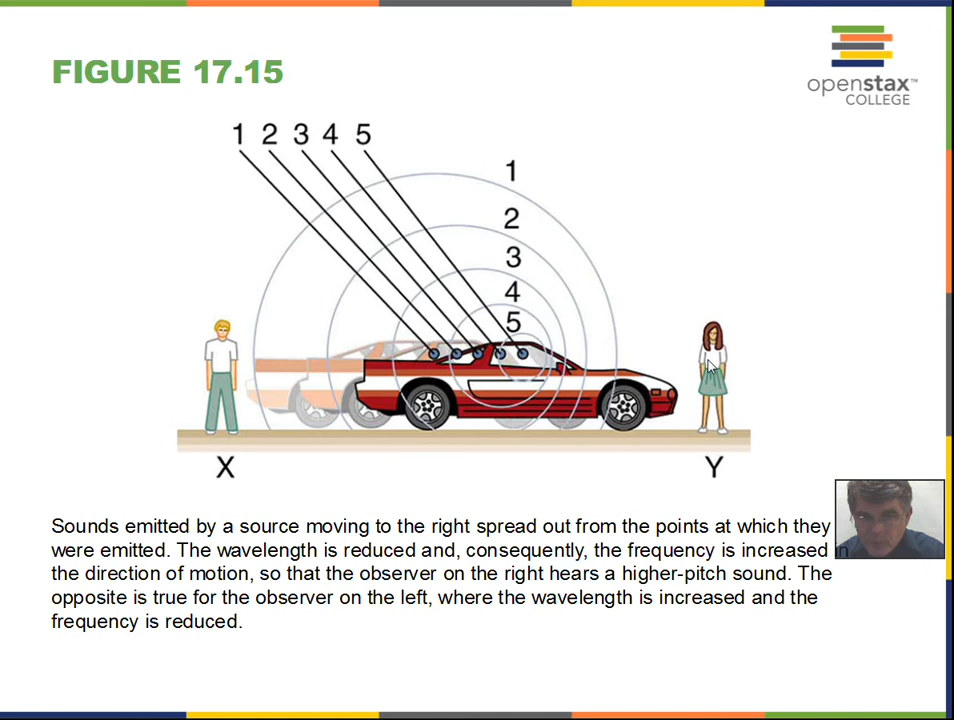 FIGURE 17.15
openstax™
COLLEGE
1 2 3 4 5
1
2
3
4
5
X Y
Sounds emitted by a source moving to the right spread out from the points at which they
were emitted. The wavelength is reduced and, consequently, the frequency is increased in
the direction of motion, so that the observer on the right hears a higher-pitch sound. The
opposite is true for the observer on the left, where the wavelength is increased and the
frequency is reduced.